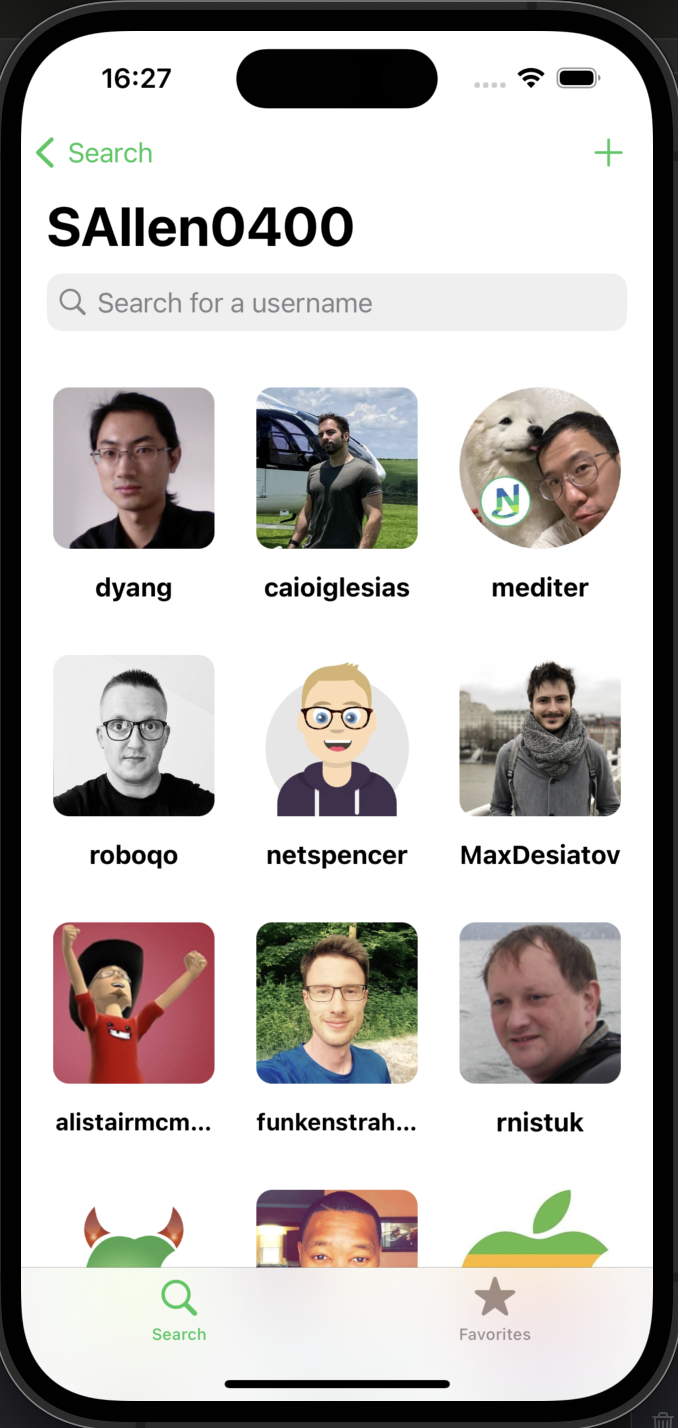 16:27
Search
SAllen0400
Search for a username
N
dyang
caioiglesias
mediter
roboqo
netspencer
MaxDesiatov
alistairmcm...
funkenstrah...
rnistuk
Search
Favorites